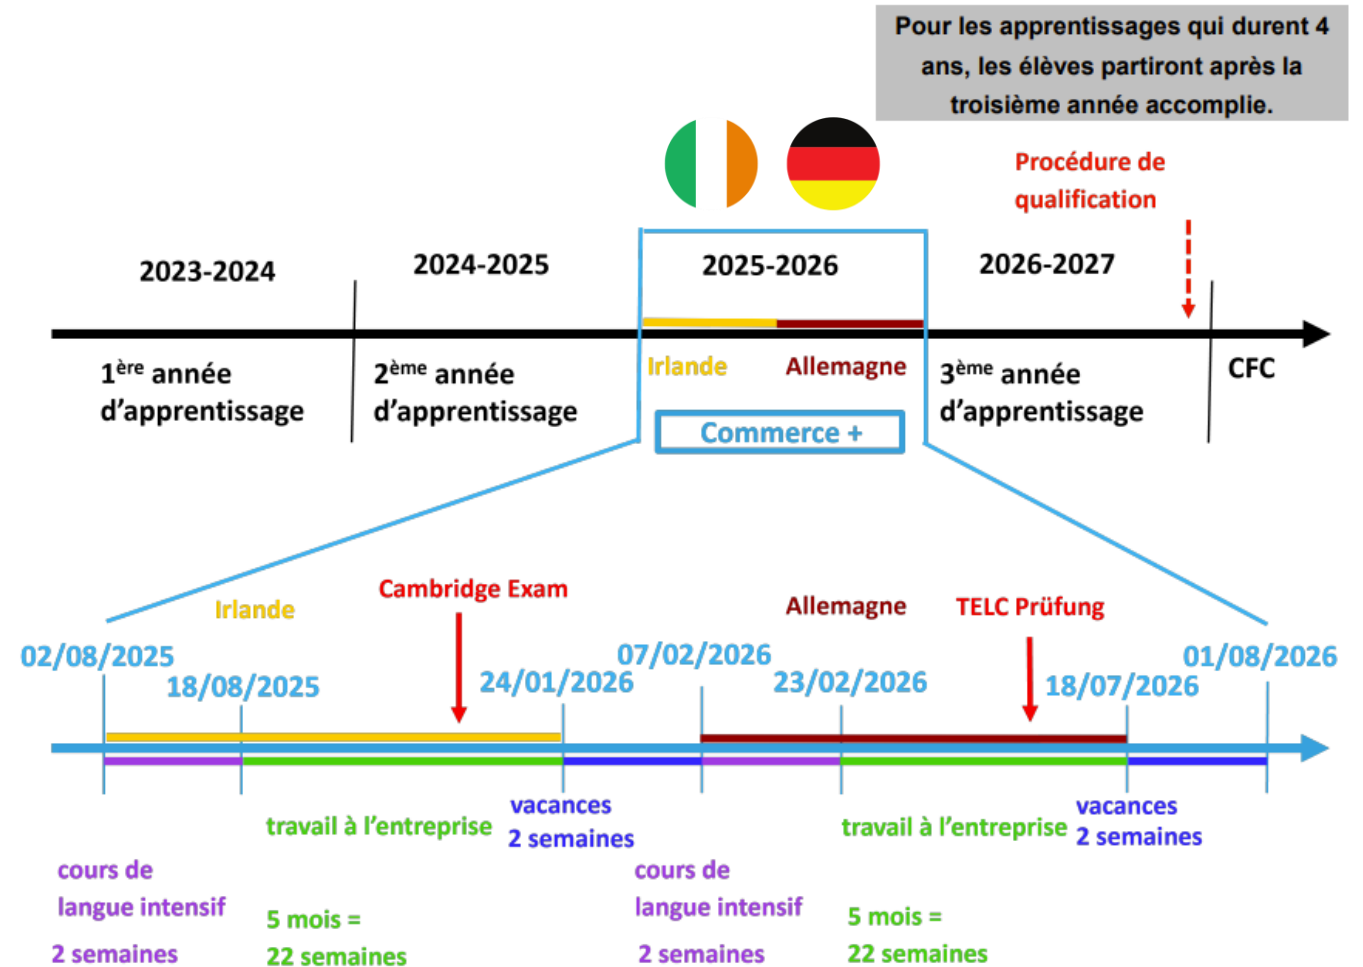 Pour les apprentissages qui durent 4
ans, les élèves partiront après la
troisième année accomplie.
Procédure de
qualification
2023-2024
2024-2025
2025-2026
2026-2027
1ère année
d’apprentissage
2ème année
d’apprentissage
Irlande
Allemagne
3ème année
d’apprentissage
CFC
Commerce +
Irlande
Cambridge Exam
Allemagne
TELC Prüfung
02/08/2025
18/08/2025
24/01/2026
07/02/2026
23/02/2026
18/07/2026
01/08/2026
cours de
langue intensif
2 semaines
travail à l’entreprise
5 mois =
22 semaines
vacances
2 semaines
cours de
langue intensif
2 semaines
travail à l’entreprise
5 mois =
22 semaines
vacances
2 semaines